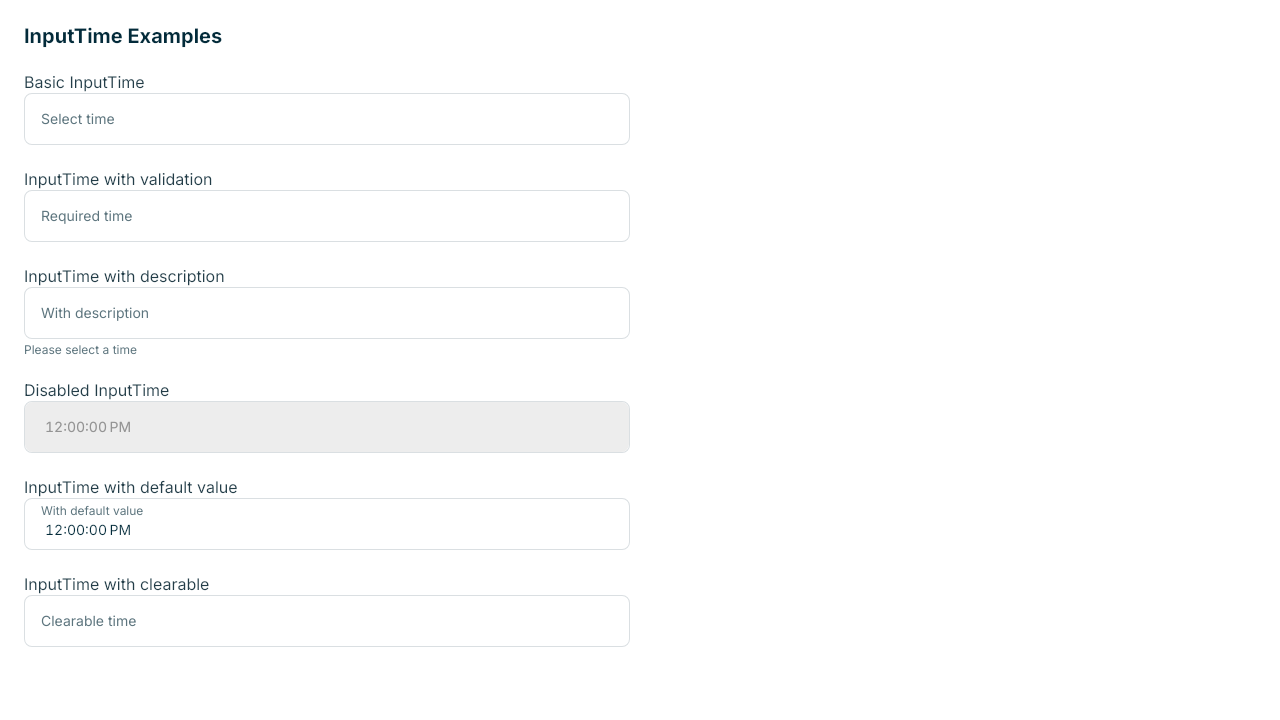 InputTime Examples
Basic InputTime
Select time
InputTime with validation
Required time
InputTime with description
With description
Please select a time
Disabled InputTime
12:00:00 PM
InputTime with default value
With default value
12:00:00 PM
InputTime with clearable
Clearable time